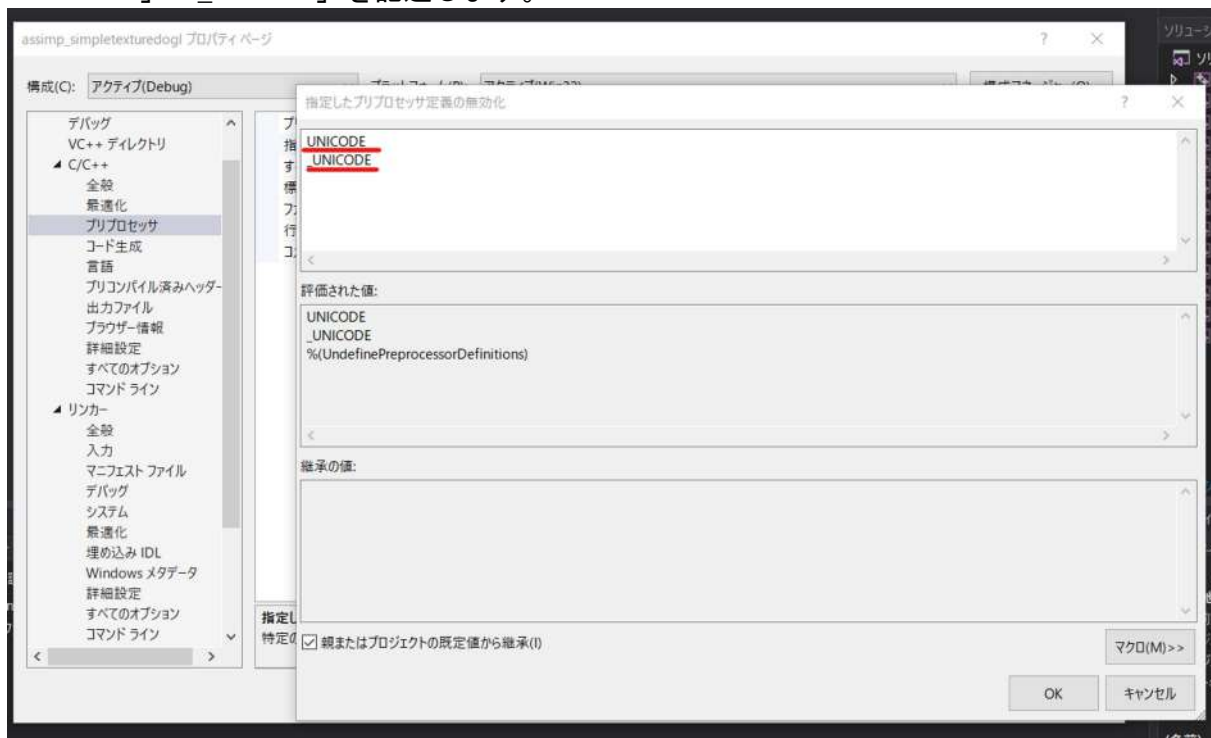 を記述します。
assimp_simpletexturedogl プロパティ ページ
?
×
構成(C):
アクティブ(Debug)
指定したプリプロセッサ定義の無効化
?
×
デバッグ
VC++ ディレクトリ
C/C++
全般
最適化
プリプロセッサ
コード生成
言語
プリコンパイル済みヘッダー
出力ファイル
ブラウザー情報
詳細設定
すべてのオプション
コマンド ライン
リンカー
全般
入力
マニフェスト ファイル
デバッグ
システム
最適化
埋め込み IDL
Windows メタデータ
詳細設定
すべてのオプション
コマンド ライン
UNICODE
_UNICODE
評価された値:
UNICODE
_UNICODE
%(UndefinePreprocessorDefinitions)
継承の値:
親またはプロジェクトの既定値から継承(I)
マクロ(M)>>
OK
キャンセル